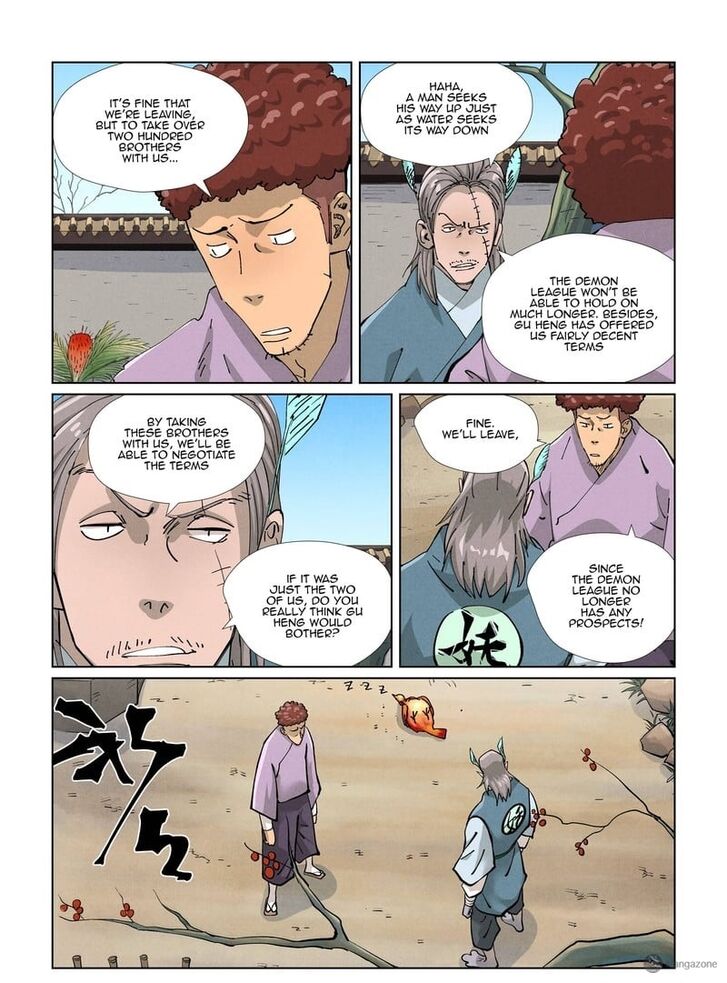 IT'S FINE THAT
WE'RE LEAVING,
BUT TO TAKE OVER
TWO HUNDRED
BROTHERS
WITH US...
HAHA,
A MAN SEEKS
HIS WAY UP JUST
AS WATER SEEKS
ITS WAY DOWN
THE DEMON
LEAGUE WON'T BE
ABLE TO HOLD ON
MUCH LONGER. BESIDES,
GU HENG HAS OFFERED
US FAIRLY DECENT
TERMS
BY TAKING
THESE BROTHERS
WITH US, WE'LL BE
ABLE TO NEGOTIATE
THE TERMS
IF IT WAS
JUST THE TWO
OF US, DO YOU
REALLY THINK GU
HENG WOULD
BOTHER?
FINE.
WE'LL LEAVE,
SINCE
THE DEMON
LEAGUE NO
LONGER
HAS ANY
PROSPECTS!
妖
ZZZZ